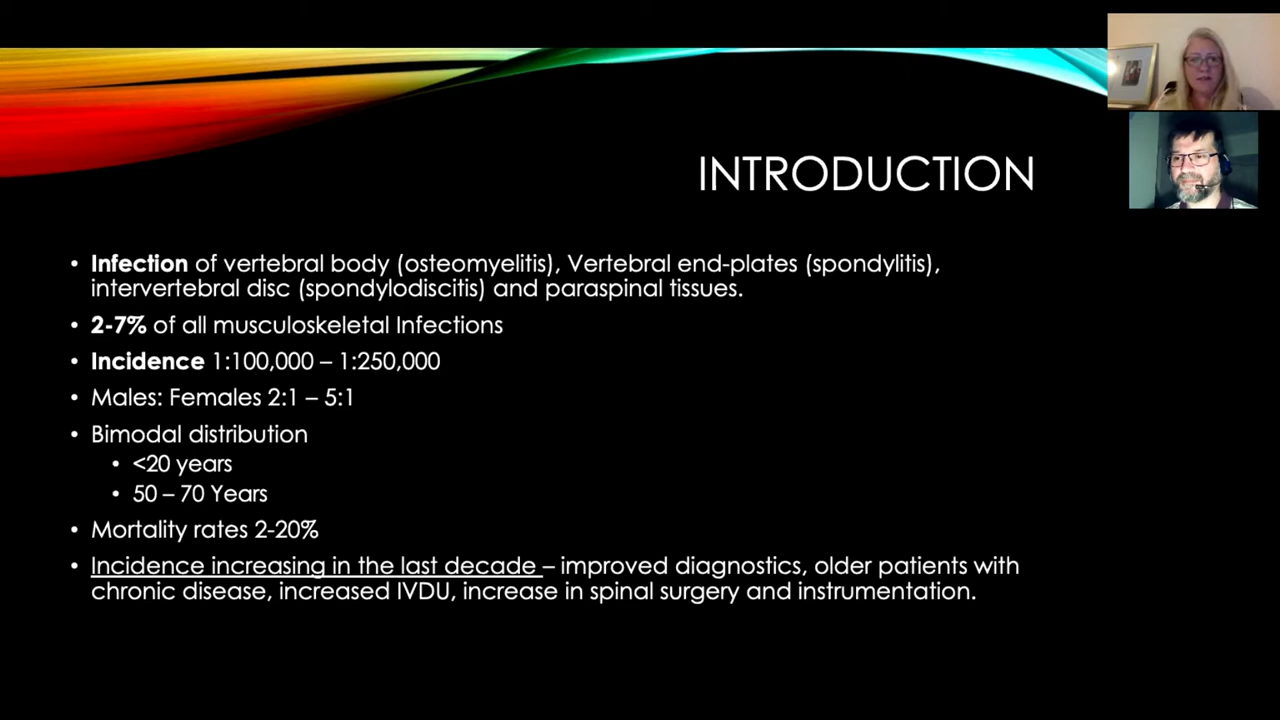 INTRODUCTION
• Infection of vertebral body (osteomyelitis), Vertebral end-plates (spondylitis),
intervertebral disc (spondylodiscitis) and paraspinal tissues.
• 2-7% of all musculoskeletal Infections
• Incidence 1:100,000 – 1:250,000
• Males: Females 2:1 – 5:1
• Bimodal distribution
• <20 years
• 50 – 70 Years
• Mortality rates 2-20%
• Incidence increasing in the last decade – improved diagnostics, older patients with
chronic disease, increased IVDU, increase in spinal surgery and instrumentation.